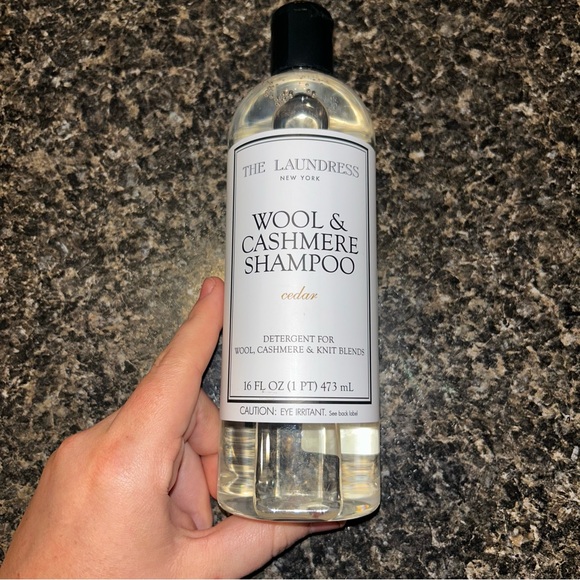 THE LAUNDRESS
NEW YORK
WOOL &
CASHMERE
SHAMPOO
cedar
DETERGENT FOR
WOOL, CASHMERE & KNIT BLENDS
16 FL OZ (1 PT) 473 mL
CAUTION: EYE IRRITANT. See back label